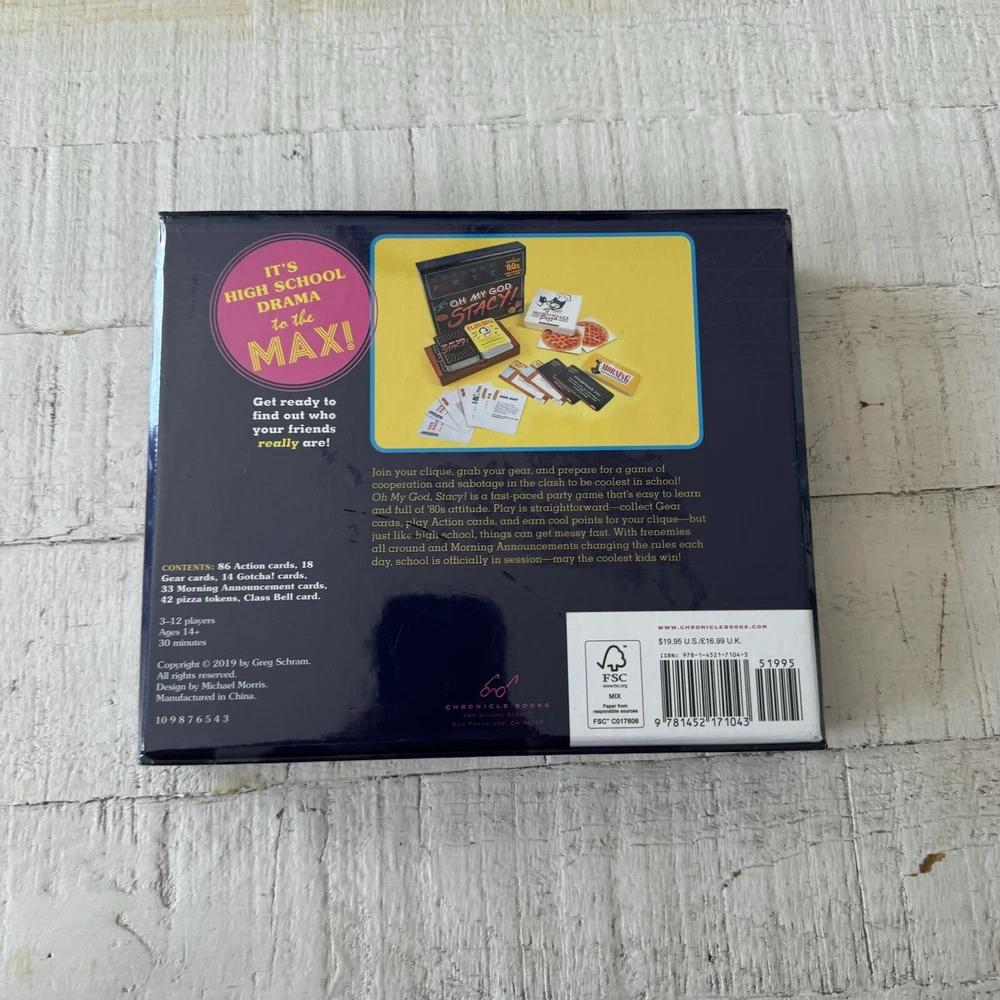 IT'S
HIGH SCHOOL
DRAMA
to the
MAX!
Get ready to
find out who
your friends
really are!
'80s
OH MY GOD
STACY!
MORNING
Join your clique, grab your gear, and prepare for a game of
cooperation and sabotage in the clash to be coolest in school!
Oh My God, Stacy! is a fast-paced party game that's easy to learn
and full of '80s attitude. Play is straightforward—collect Gear
cards, play Action cards, and earn cool points for your clique—but
just like high school, things can get messy fast. With frenemies
all around and Morning Announcements changing the rules each
day, school is officially in session—may the coolest kids win!
CONTENTS: 86 Action cards, 18
Gear cards, 14 Gotcha! cards,
33 Morning Announcement cards,
42 pizza tokens, Class Bell card.
3–12 players
Ages 14+
30 minutes
Copyright © 2019 by Greg Schram.
All rights reserved.
Design by Michael Morris.
Manufactured in China.
10 9 8 7 6 5 4 3
CHRONICLE BOOKS
WWW.CHRONICLEBOOKS.COM
$19.95 U.S./£16.99 U.K.
ISBN: 978-1-4521-7104-3
51995
9 781452 171043
FSC
www.fsc.org
MIX
Paper from
responsible sources
FSC™ C017606